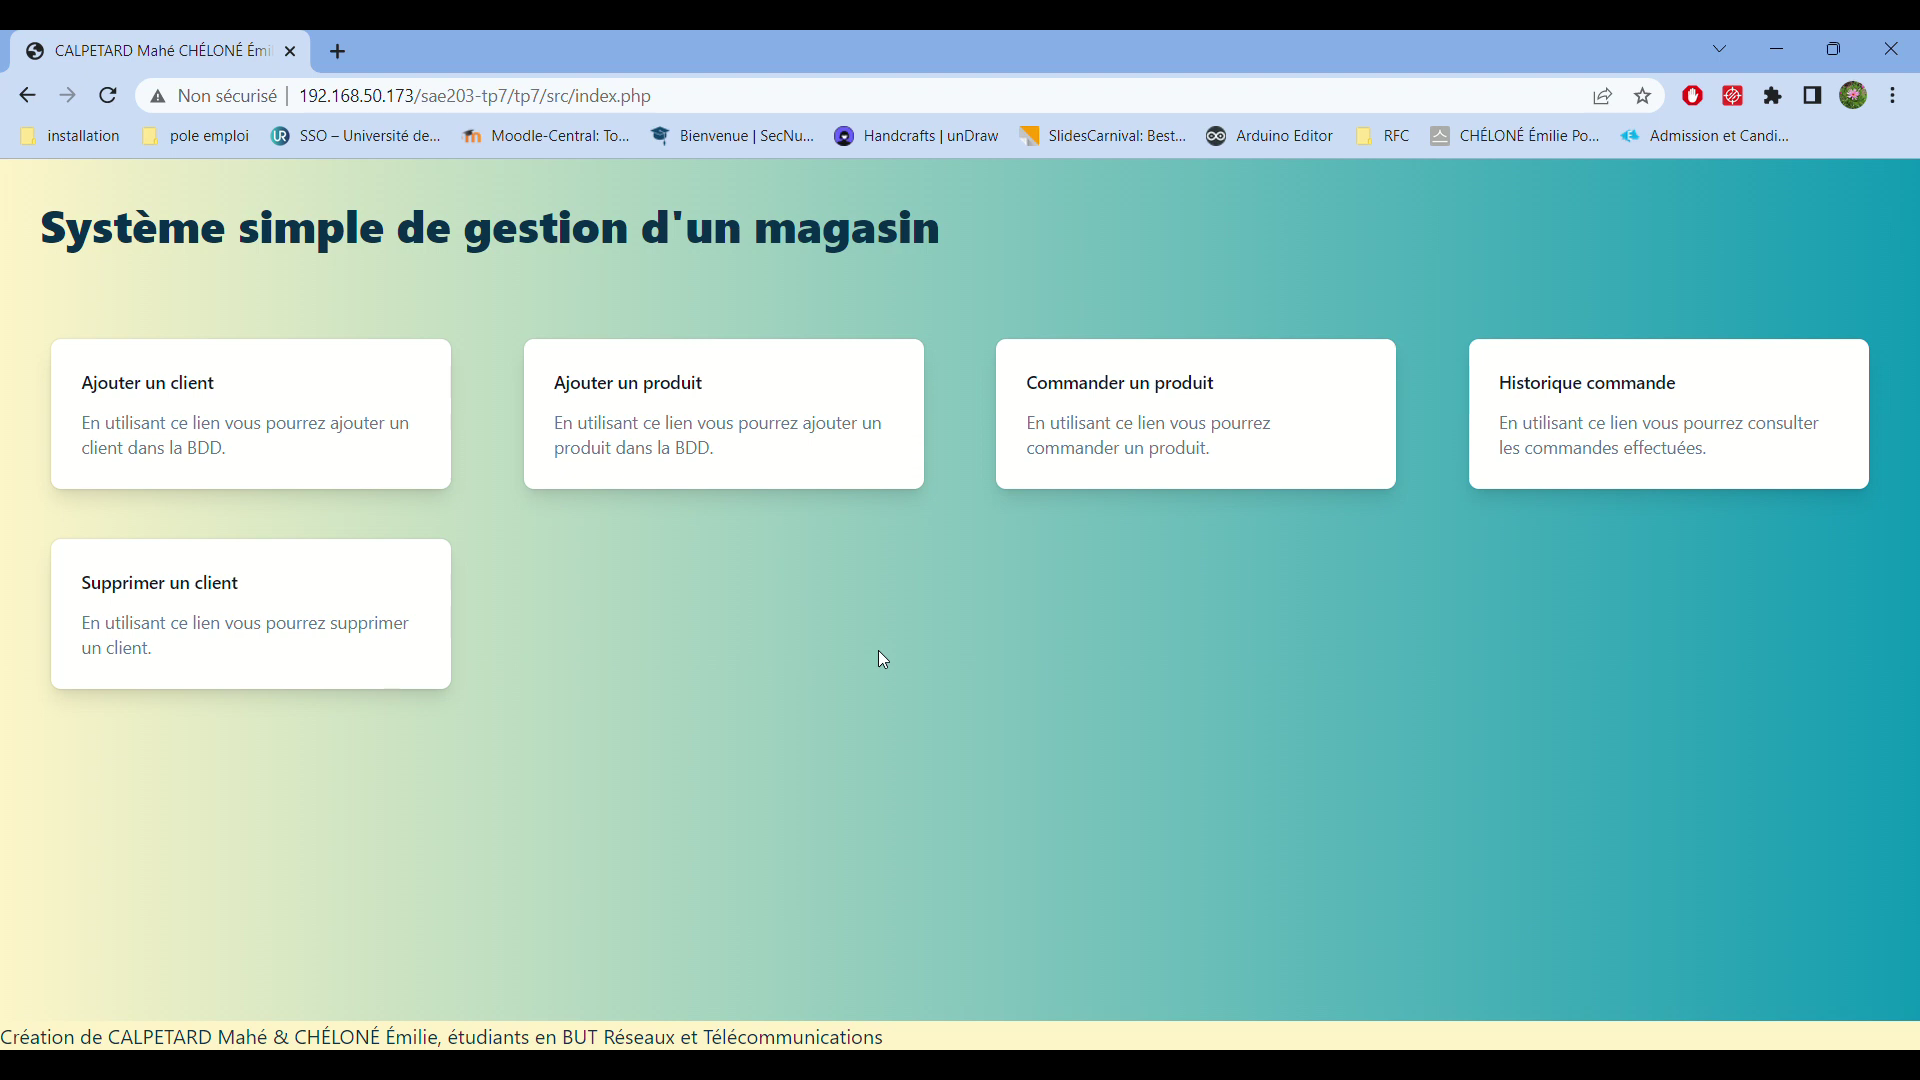 CALPETARD Mahé CHÉLONÉ Émi
Non sécurisé | 192.168.50.173/sae203-tp7/tp7/src/index.php
installation
pole emploi
UR
SSO – Université de...
Moodle-Central: To...
Bienvenue | SecNu...
Handcrafts | unDraw
SlidesCarnival: Best...
Arduino Editor
RFC
CHÉLONÉ Émilie Po...
Admission et Candi...
Système simple de gestion d'un magasin
Ajouter un client
En utilisant ce lien vous pourrez ajouter un
client dans la BDD.
Ajouter un produit
En utilisant ce lien vous pourrez ajouter un
produit dans la BDD.
Commander un produit
En utilisant ce lien vous pourrez
commander un produit.
Historique commande
En utilisant ce lien vous pourrez consulter
les commandes effectuées.
Supprimer un client
En utilisant ce lien vous pourrez supprimer
un client.
Création de CALPETARD Mahé & CHÉLONÉ Émilie, étudiants en BUT Réseaux et Télécommunications